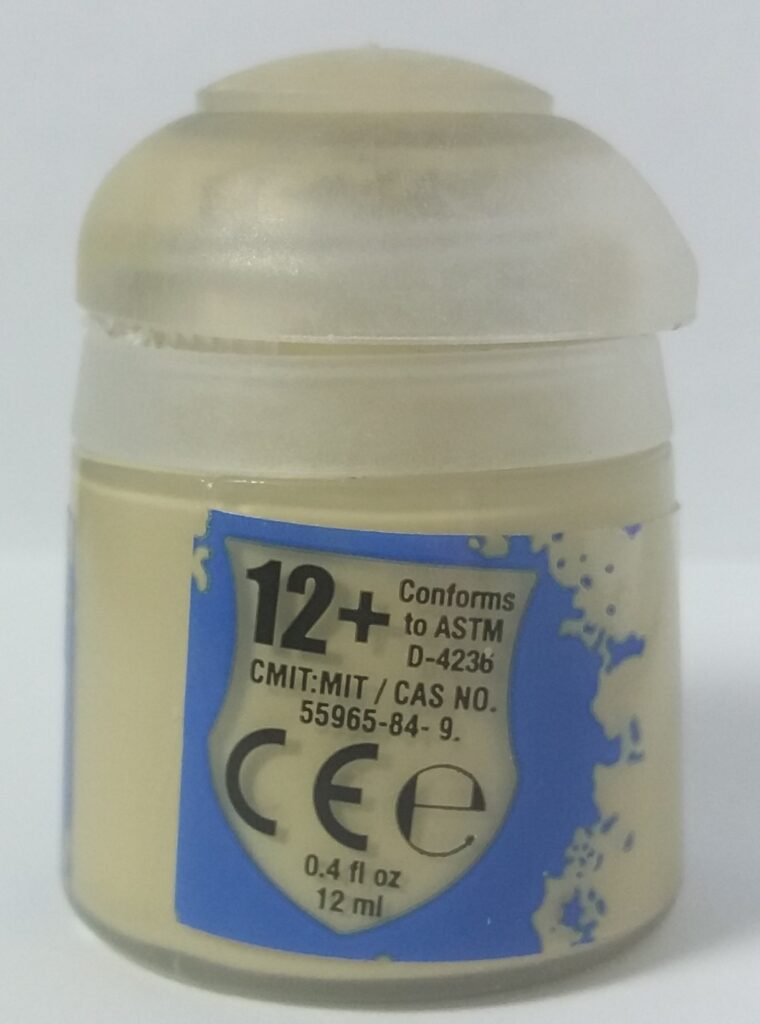 12+ Conforms
to ASTM
D-4236
CMIT:MIT / CAS NO.
55965-84- 9.
CE e
0.4 fl oz
12 ml